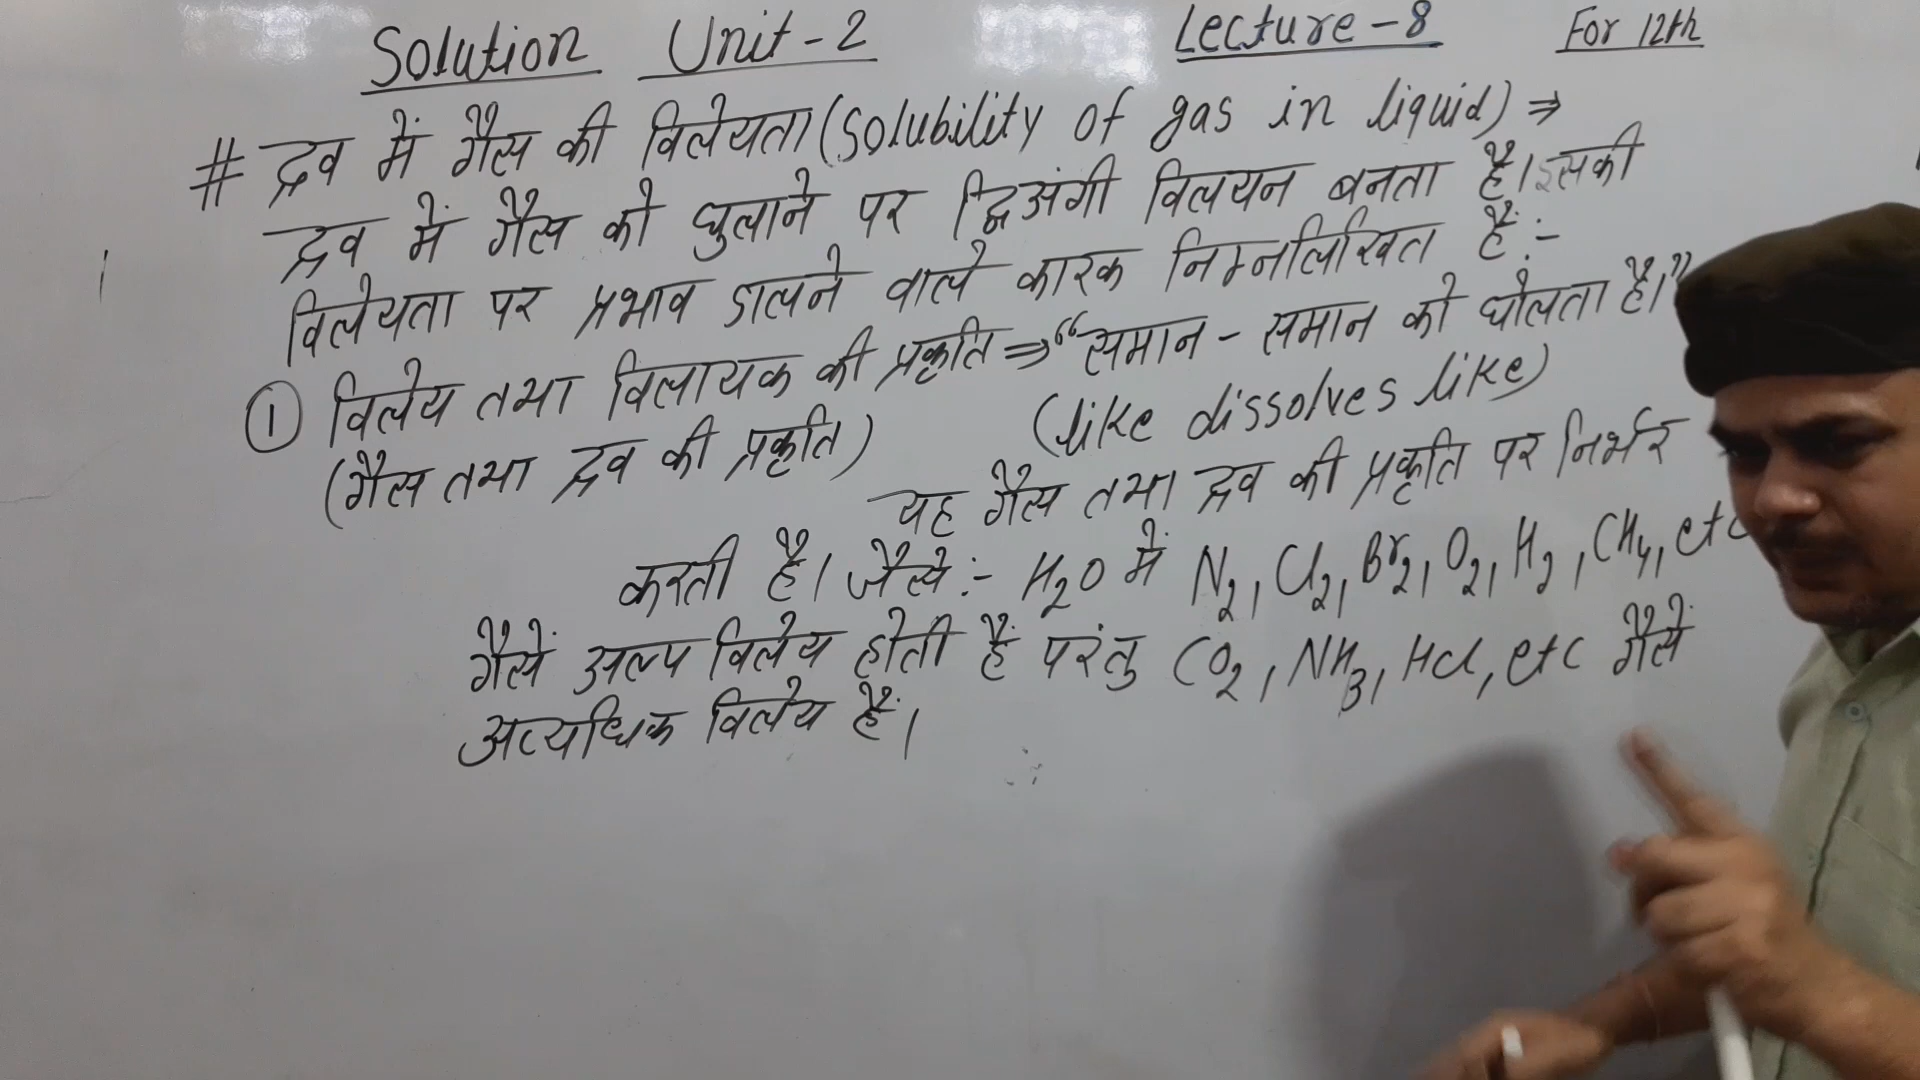 Solution Unit-2 Lecture-8 For 12th
# द्रव में गैस की विलेयता (Solubility of gas in liquid) ⇒
द्रव में गैस को घुलाने पर द्विअंगी विलयन बनता है। इसकी
विलेयता पर प्रभाव डालने वाले कारक निम्नलिखित हैं :-
① विलेय तथा विलायक की प्रकृति ⇒ “समान - समान को घोलता है।”
(गैस तथा द्रव की प्रकृति) (like dissolves like)
यह गैस तथा द्रव की प्रकृति पर निर्भर
करती है। जैसे :- H₂O में N₂, Cl₂, Br₂, O₂, H₂, CH₄, etc
गैसें अल्प विलेय होती हैं परंतु CO₂, NH₃, HCl, etc गैसें
अत्यधिक विलेय हैं।